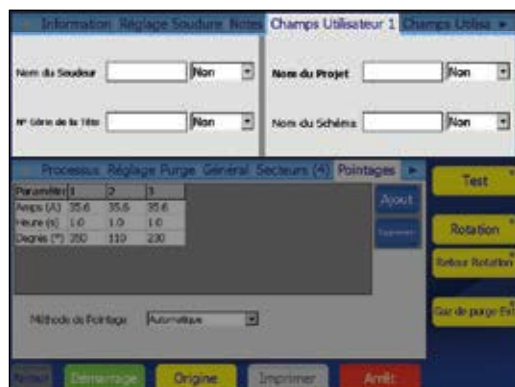 Information Réglage Soudure Notes Champs Utilisateur 1 Champs Utilisa
Nom du Soudeur Non Nom du Projet Non
N° Série de la Tête Non Nom du Schéma Non
Processus Réglage Purge Général Secteurs (4) Pointages
Paramètr 1 2 3
Amps (A) 35.6 35.6 35.6
Heure (s) 1.0 1.0 1.0
Degrés (°) 350 110 230
Ajout
Test
Rotation
Retour Rotation
Gaz de purge Ext
Méthode de Pointage Automatique
Démarrage Origine Imprimer Arrêt